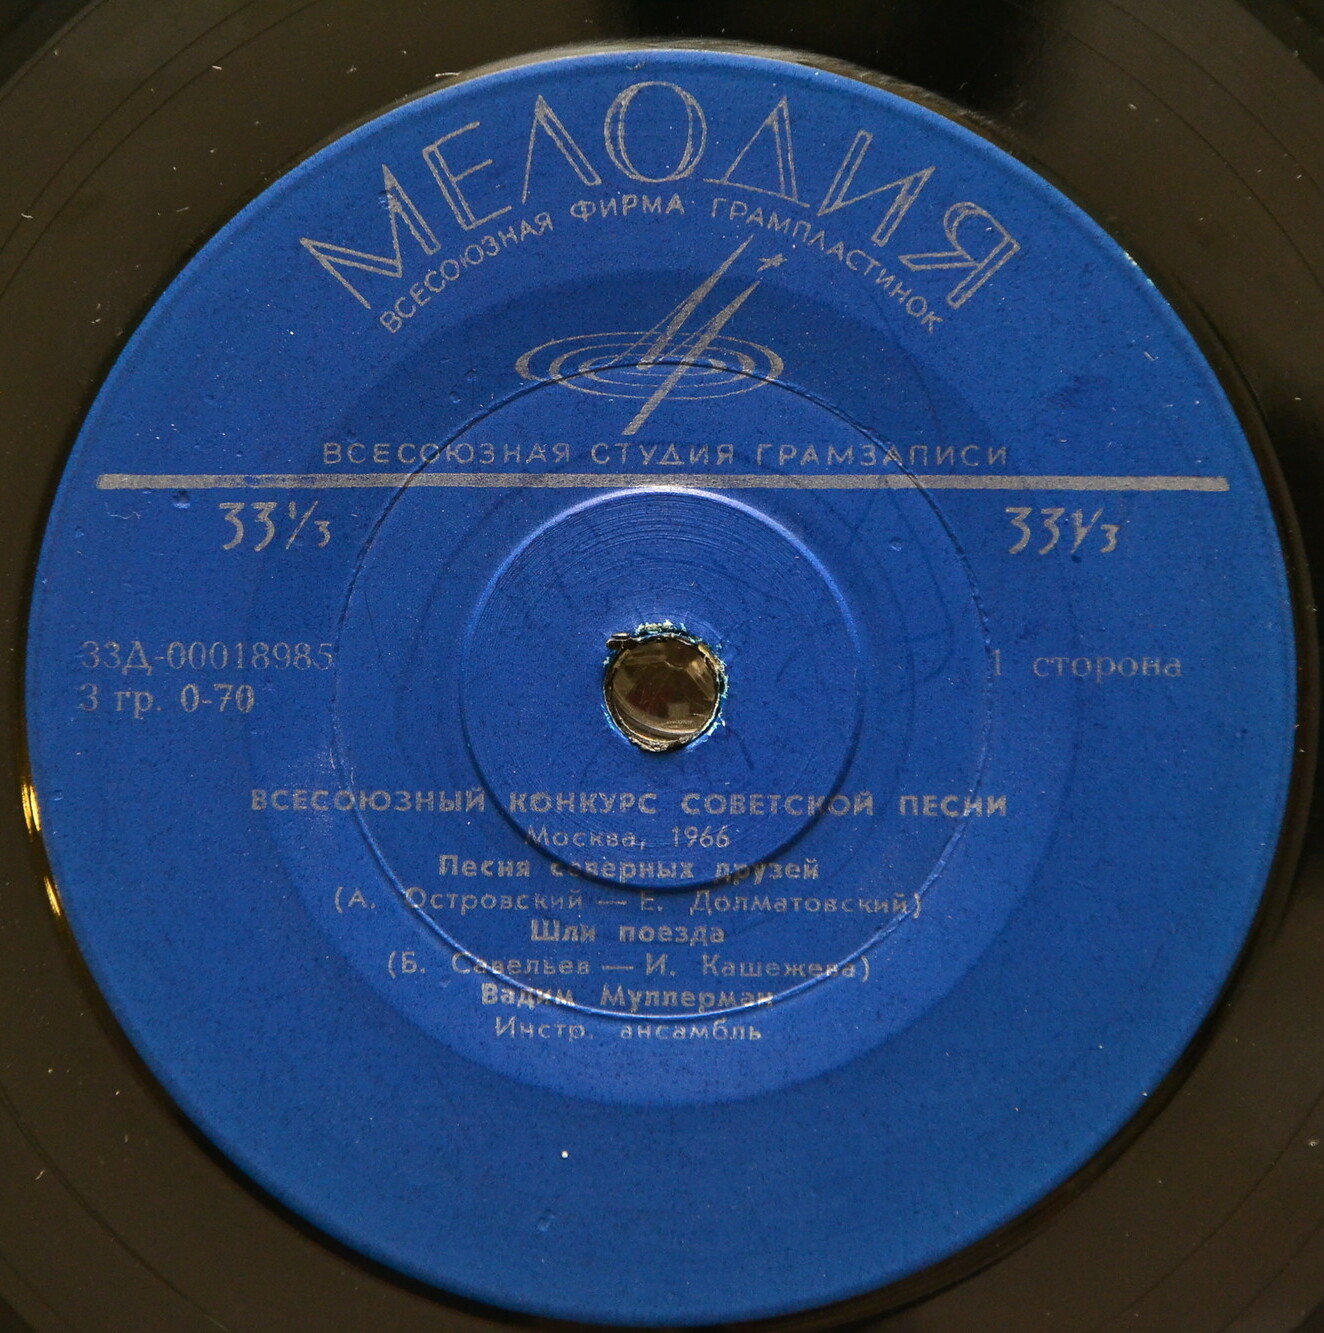 МЕЛОДИЯ
ВСЕСОЮЗНАЯ ФИРМА ГРАМПЛАСТИНОК
ВСЕСОЮЗНАЯ СТУДИЯ ГРАМЗАПИСИ
33⅓ 33⅓
33Д-00018985 1 сторона
3 гр. 0-70
ВСЕСОЮЗНЫЙ КОНКУРС СОВЕТСКОЙ ПЕСНИ
Москва, 1966
Песня северных друзей
(А. Островский — Е. Долматовский)
Шли поезда
(Б. Савельев — И. Кашежева)
Вадим Муллерман
Инстр. ансамбль